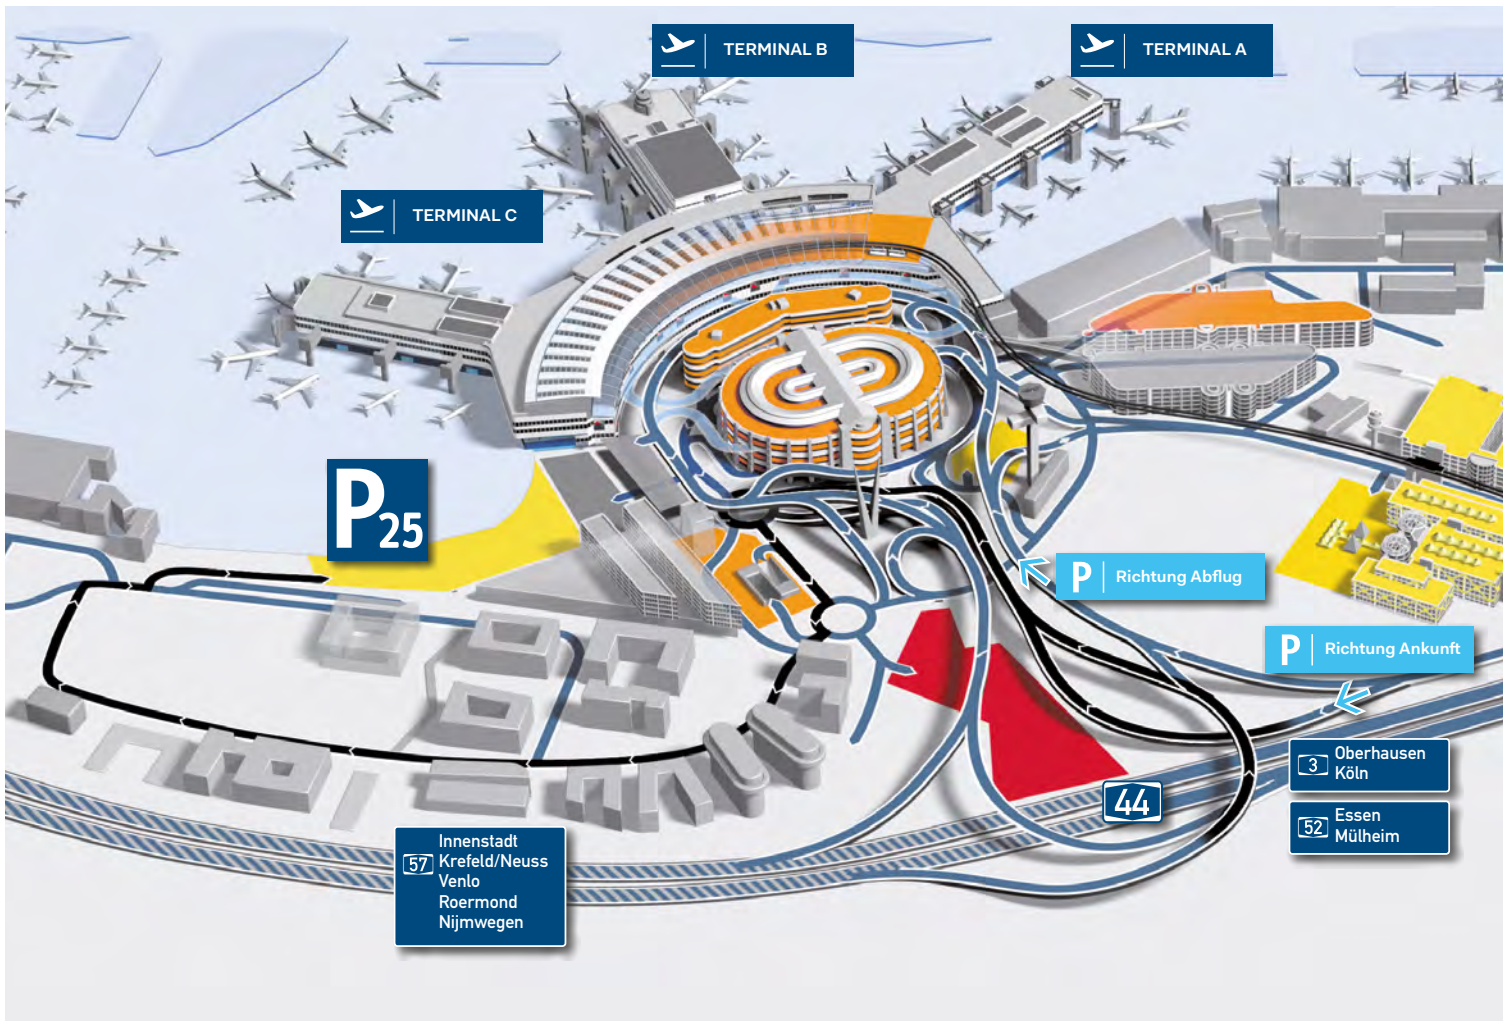 TERMINAL B
TERMINAL A
TERMINAL C
P25
P Richtung Abflug
P Richtung Ankunft
44
3 Oberhausen
Köln
52 Essen
Mülheim
57 Innenstadt
Krefeld/Neuss
Venlo
Roermond
Nijmwegen